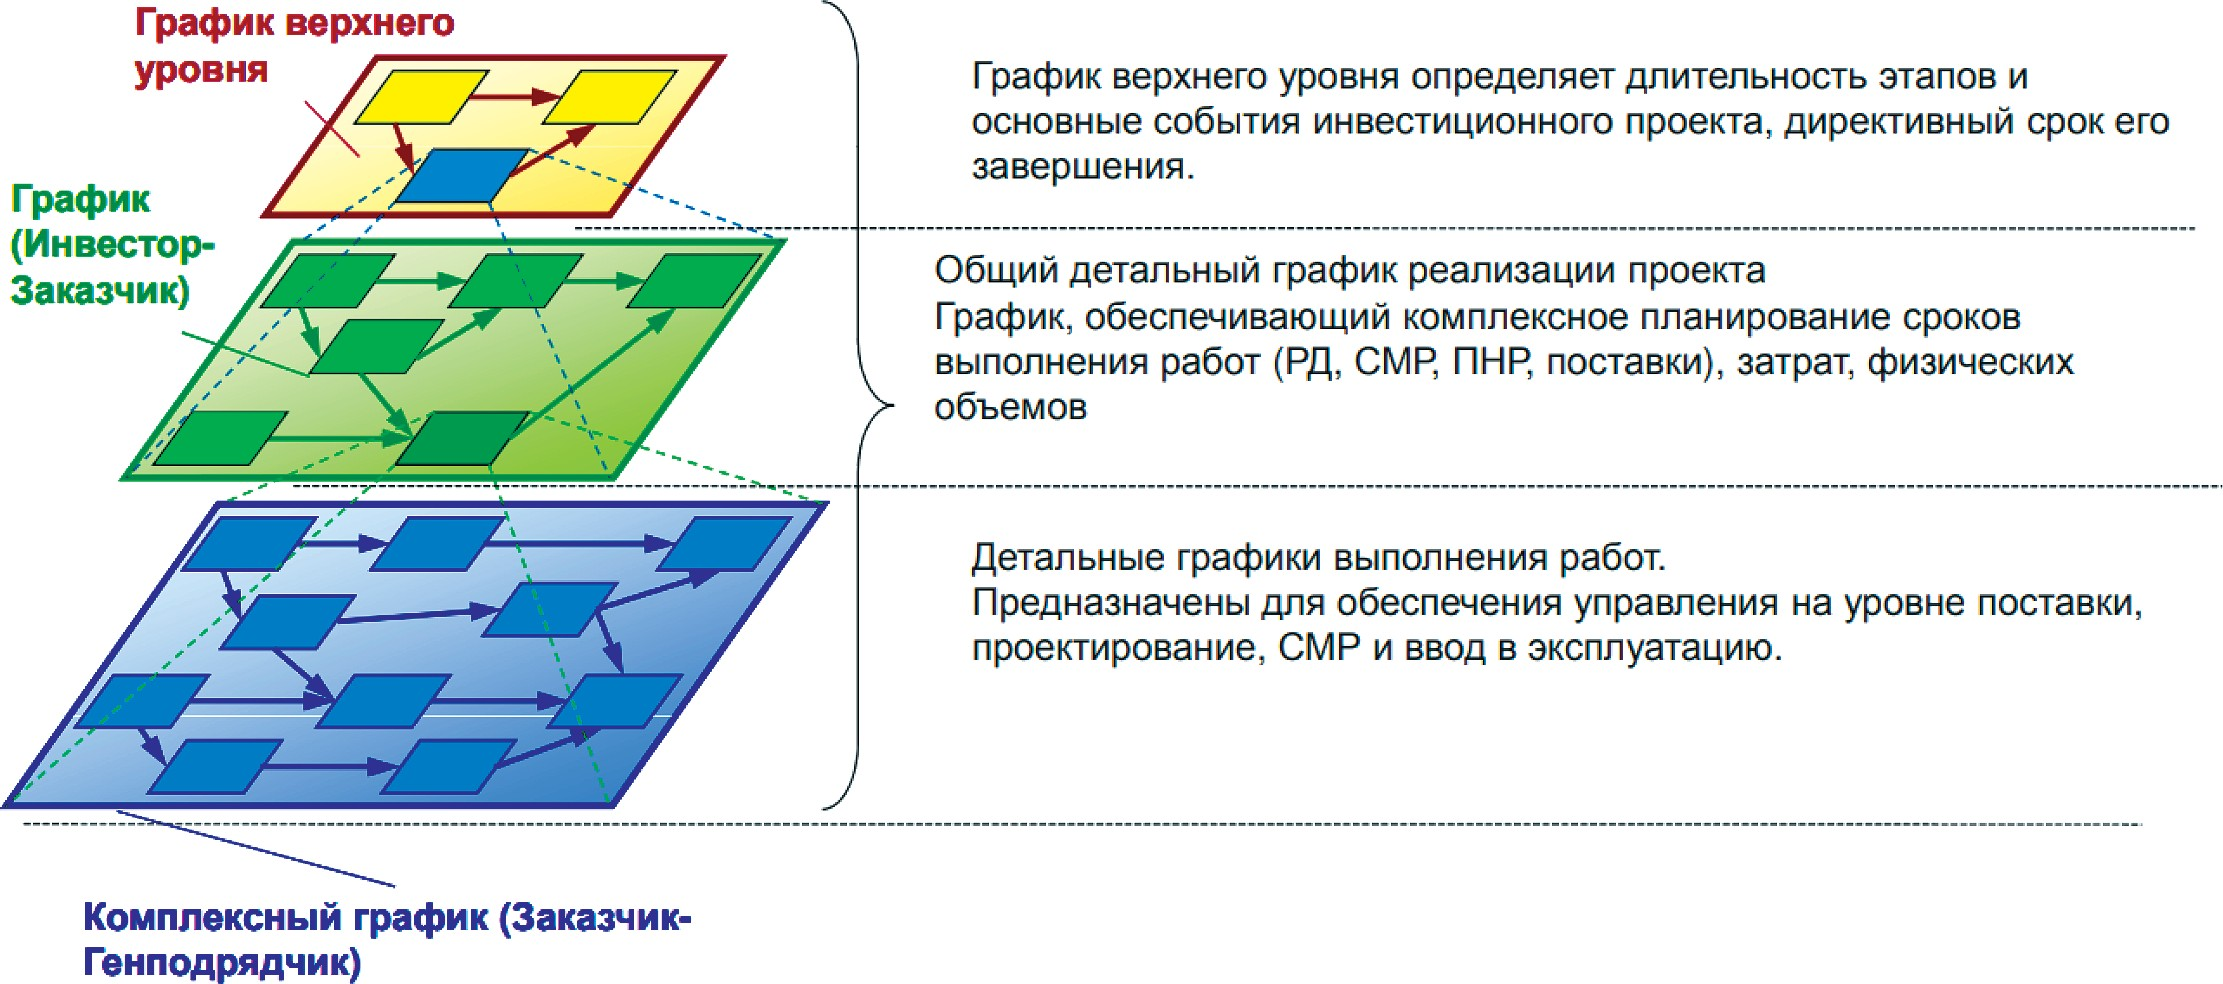 График верхнего
уровня
График верхнего уровня определяет длительность этапов и
основные события инвестиционного проекта, директивный срок его
завершения.
График
(Инвестор-
Заказчик)
Общий детальный график реализации проекта
График, обеспечивающий комплексное планирование сроков
выполнения работ (РД, СМР, ПНР, поставки), затрат, физических
объемов
Детальные графики выполнения работ.
Предназначены для обеспечения управления на уровне поставки,
проектирование, СМР и ввод в эксплуатацию.
Комплексный график (Заказчик-
Генподрядчик)